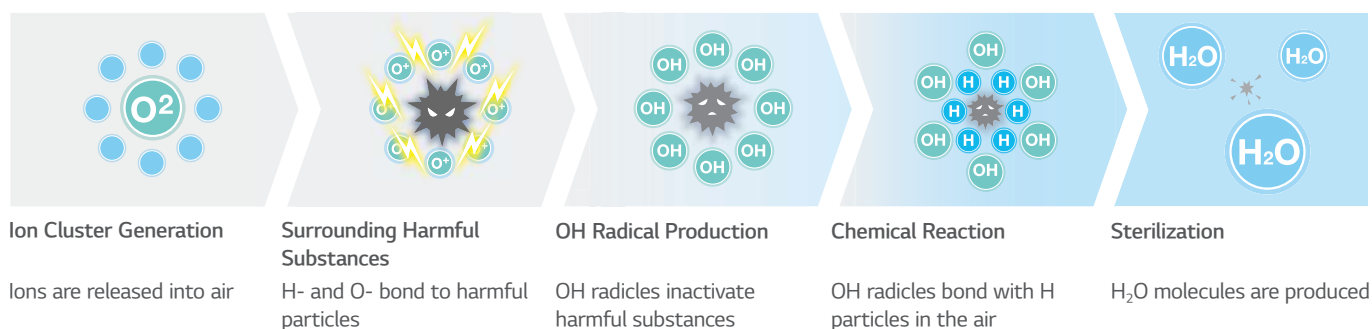 O²
O⁺ O⁺ O⁺
O⁺ O⁺
O⁺ O⁺ O⁺
OH OH OH
OH OH
OH OH OH
OH
OH H H OH
H H
OH H H OH
OH
H₂O H₂O
H₂O
Ion Cluster Generation
Ions are released into air
Surrounding Harmful
Substances
H- and O- bond to harmful
particles
OH Radical Production
OH radicles inactivate
harmful substances
Chemical Reaction
OH radicles bond with H
particles in the air
Sterilization
H₂O molecules are produced